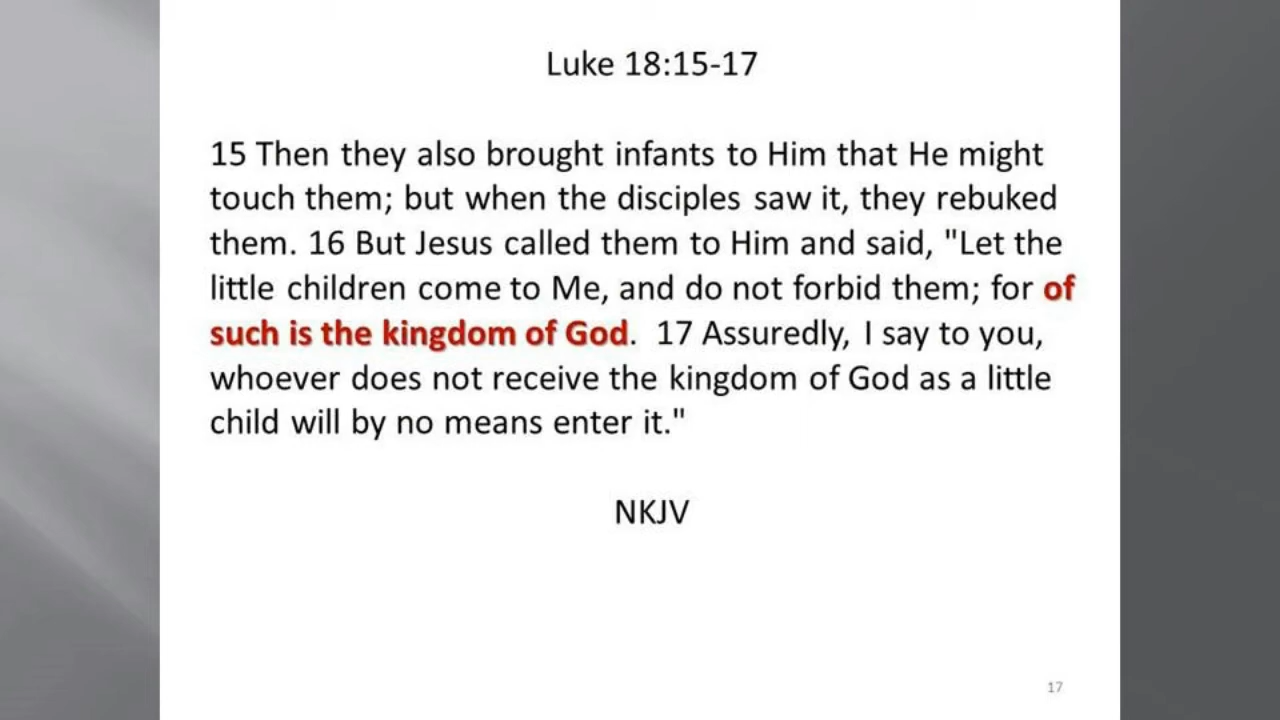 Luke 18:15-17
15 Then they also brought infants to Him that He might
touch them; but when the disciples saw it, they rebuked
them. 16 But Jesus called them to Him and said, "Let the
little children come to Me, and do not forbid them; for of
such is the kingdom of God.  17 Assuredly, I say to you,
whoever does not receive the kingdom of God as a little
child will by no means enter it."
NKJV
17